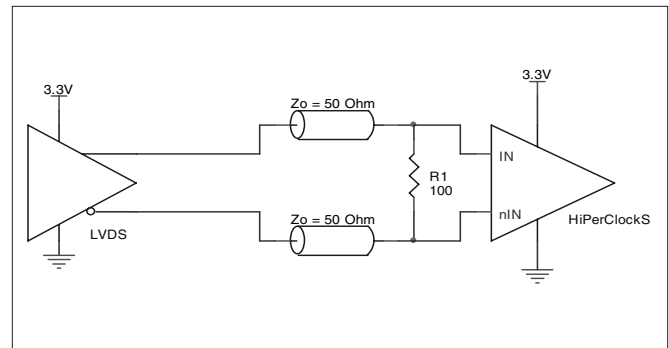 3.3V
3.3V
Zo = 50 Ohm
IN
R1
100
nIN
HiPerClockS
LVDS
Zo = 50 Ohm